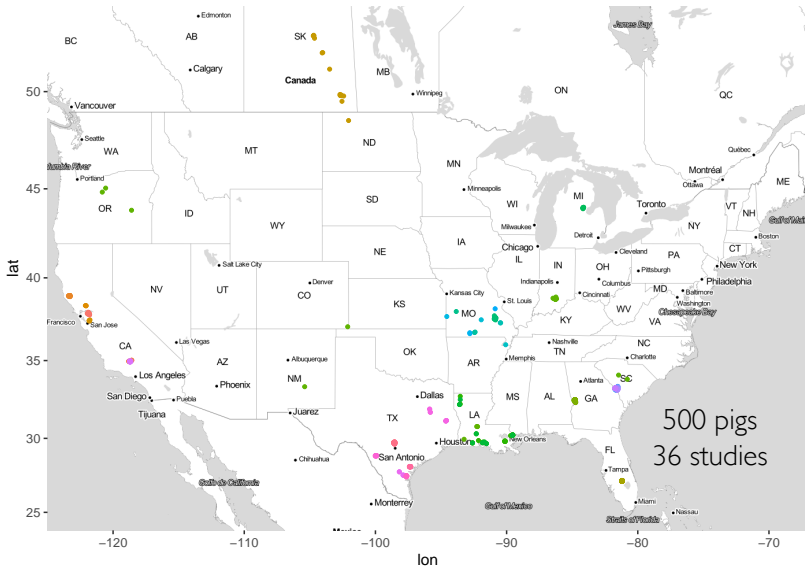 James Bay
Edmonton
BC
AB
SK
Calgary
Canada
MB
ON
QC
50
Winnipeg
Vancouver
Seattle
WA
MT
ND
MN
Québec
Montréal
Ottawa
ME
umbia River
Portland
45
OR
ID
SD
Minneapolis
WI
MI
Toronto
VT
NH
Gulf of Mai
WY
Milwaukee
NY
Boston
Detroit
CT
IA
Chicago
Cleveland
PA
New York
NE
Salt Lake City
IL
IN
OH
Pittsburgh
Philadelphia
lat
40
NV
UT
Denver
CO
Kansas City
Indianapolis
Columbus
MD
Baltimore
KS
St. Louis
Cincinnati
WV
Washington
Francisco
San Jose
MO
KY
VA
Chesapeake Bay
Las Vegas
Nashville
NC
35
CA
AZ
Albuquerque
OK
TN
Memphis
Charlotte
Los Angeles
AR
NM
SC
San Diego
Phoenix
Dallas
Atlanta
Tijuana
Puebla
Juarez
MS
AL
GA
TX
LA
500 pigs
36 studies
30
Houston
New Orleans
San Antonio
FL
Chihuahua
Tampa
Golfo de California
Monterrey
Gulf of Mexico
Miami
25
Straits of Florida
Nassau
−120
−110
−100
−90
−80
−70
lon